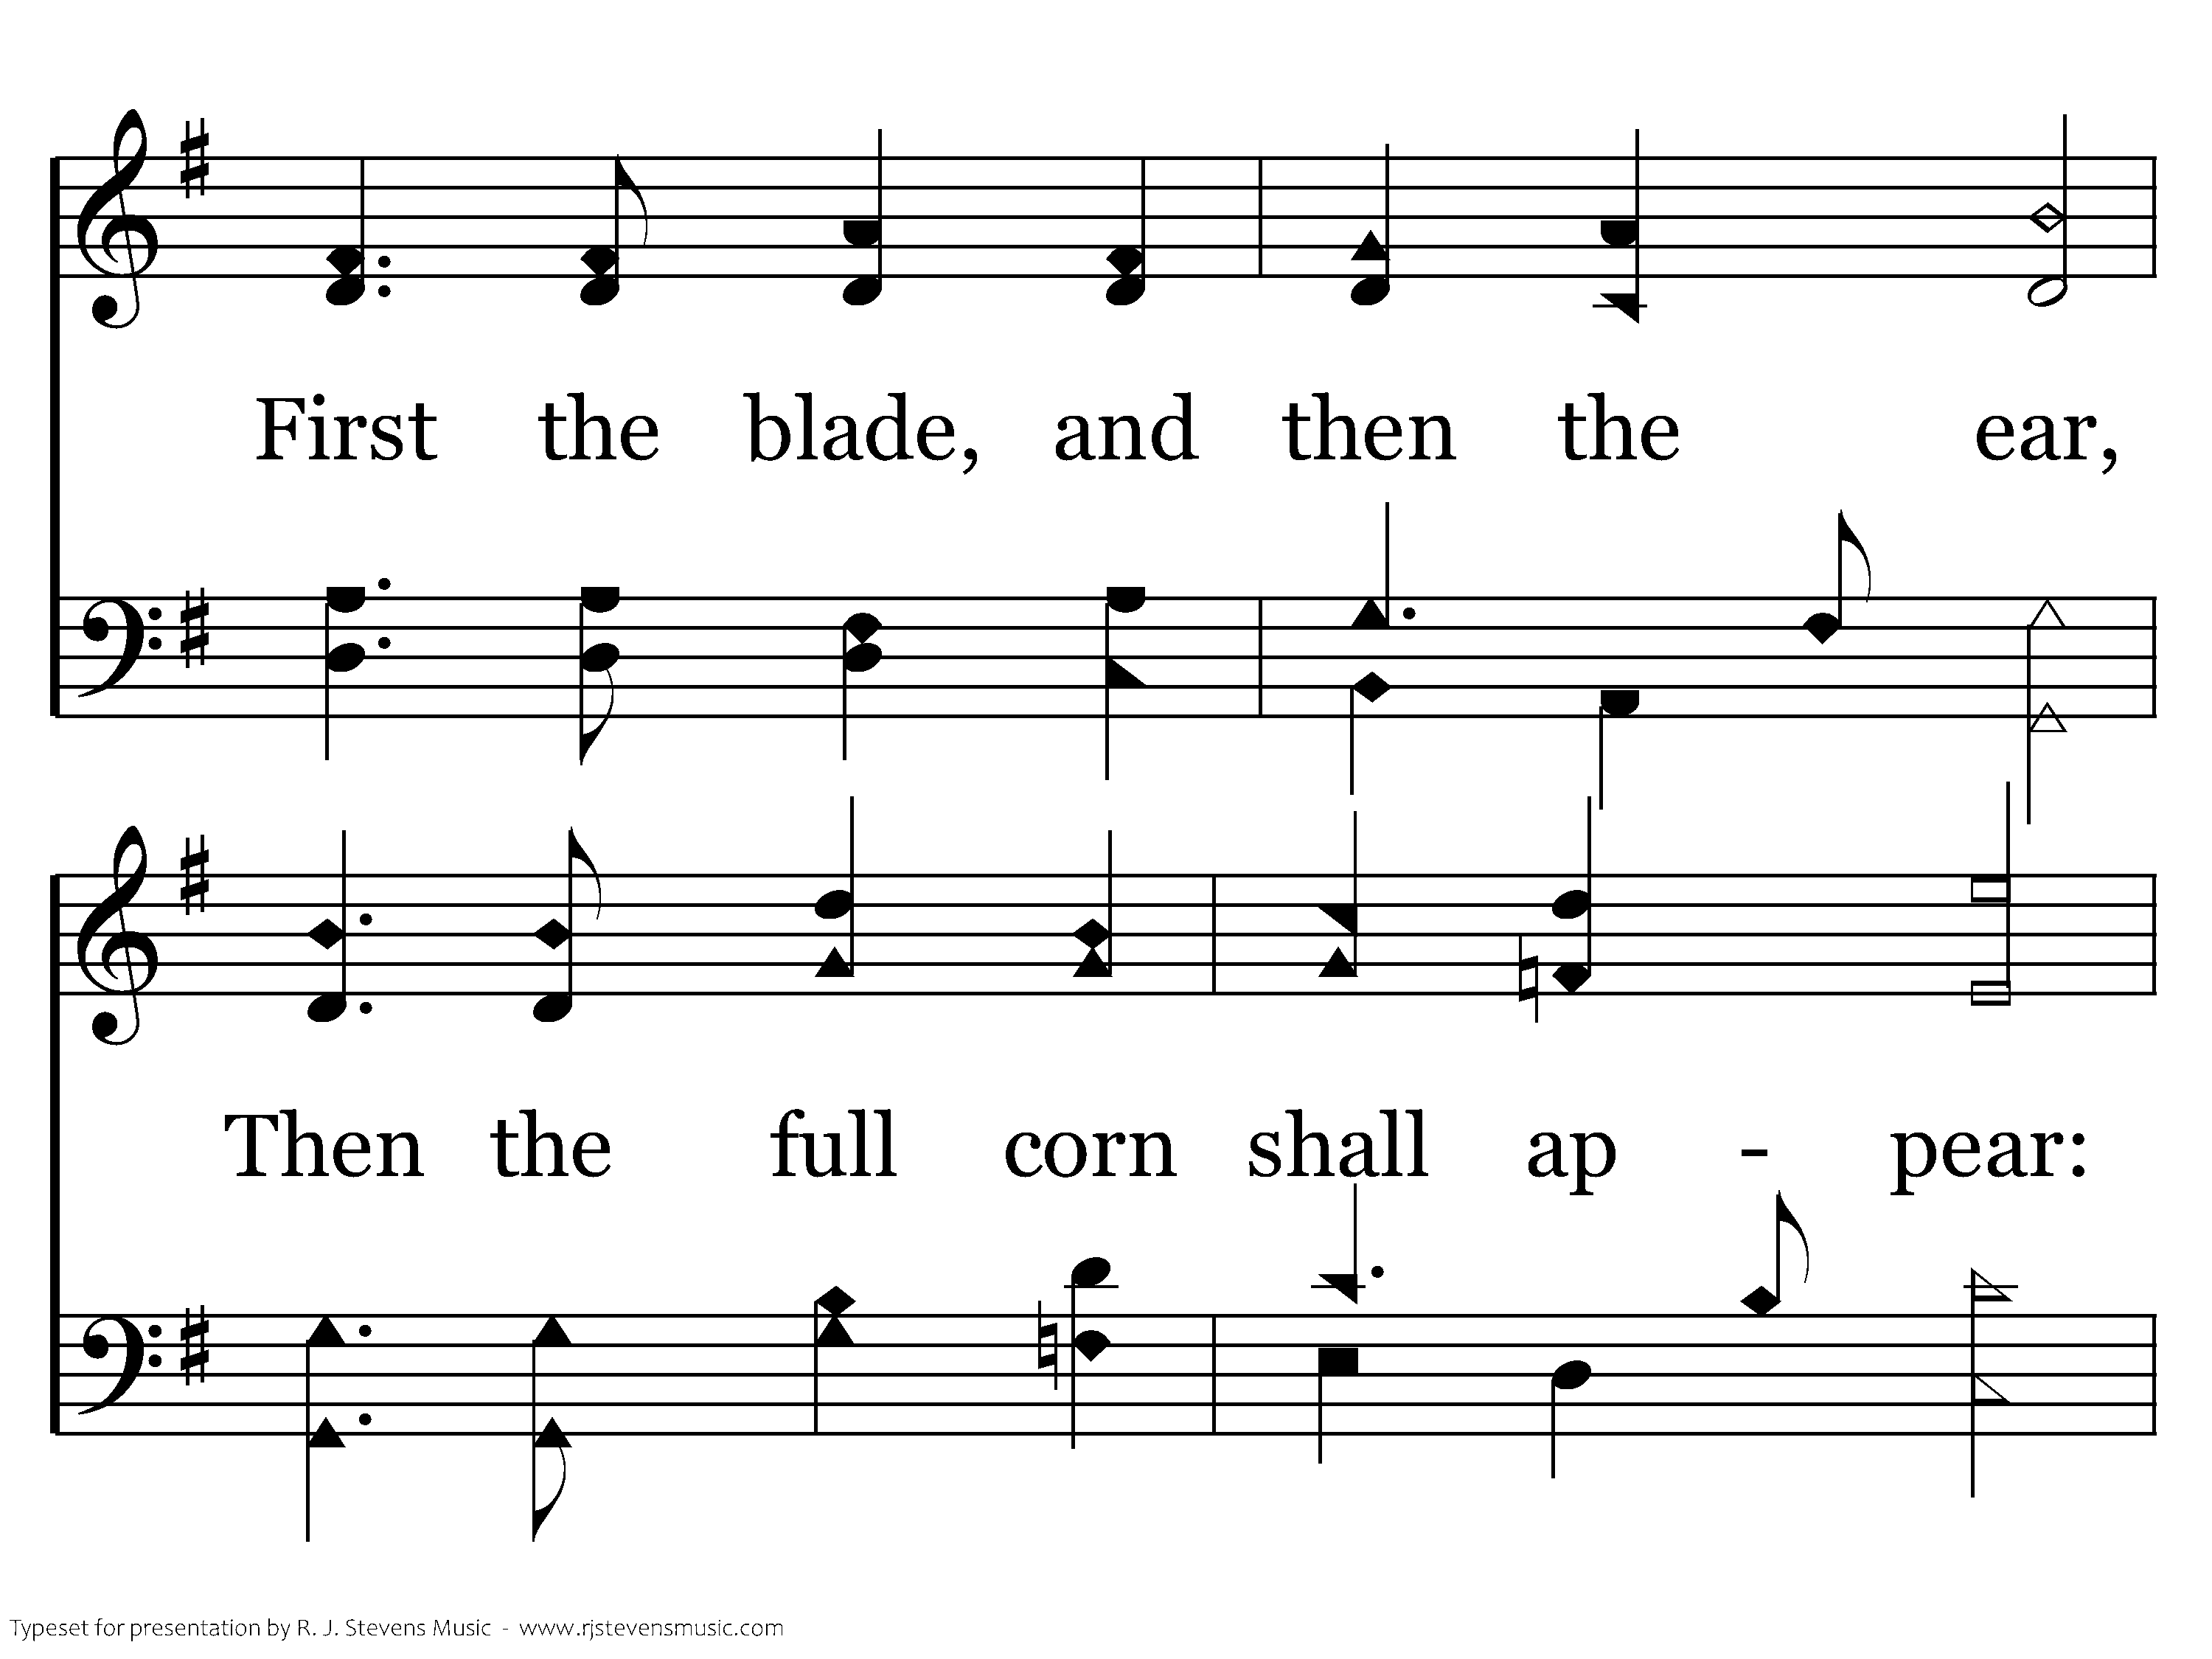 First the blade, and then the ear,
Then the full corn shall ap - pear:
Typeset for presentation by R. J. Stevens Music - www.rjstevensmusic.com